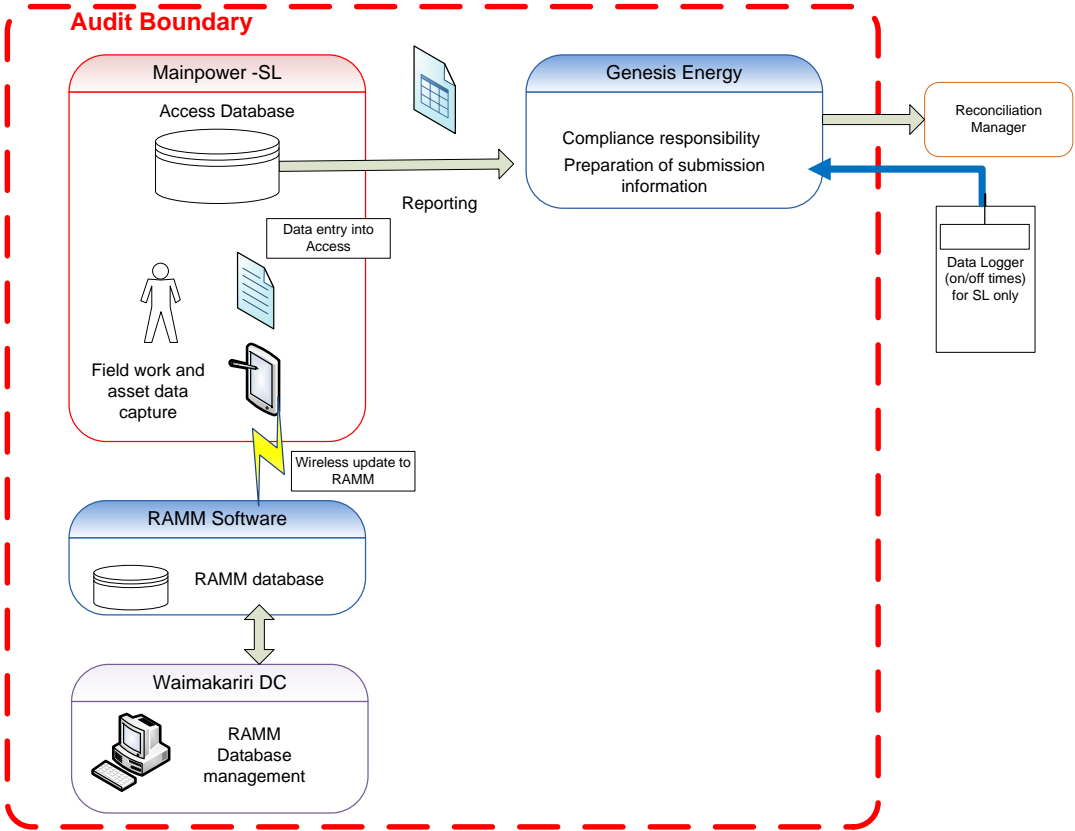 Audit Boundary
Mainpower -SL
Access Database
Genesis Energy
Compliance responsibility
Preparation of submission
information
Reconciliation
Manager
Reporting
Data entry into
Access
Data Logger
(on/off times)
for SL only
Field work and
asset data
capture
Wireless update to
RAMM
RAMM Software
RAMM database
Waimakariri DC
RAMM
Database
management